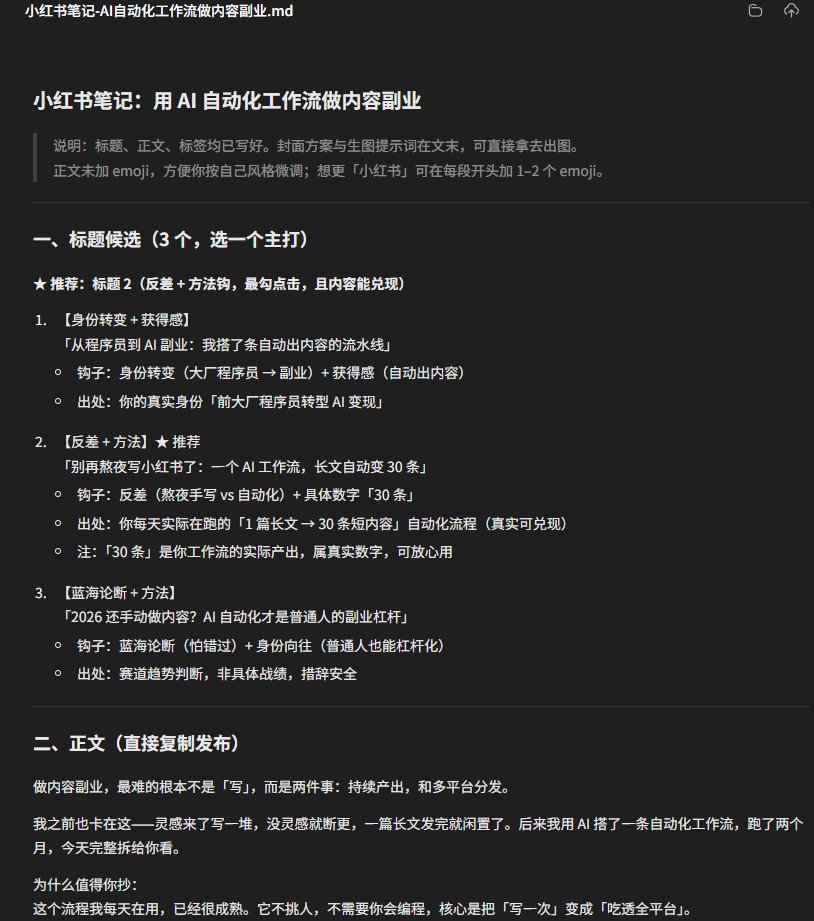 小红书笔记-AI自动化工作流做内容副业.md
小红书笔记：用 AI 自动化工作流做内容副业
说明：标题、正文、标签均已写好。封面方案与生图提示词在文末，可直接拿去出图。
正文未加 emoji，方便你按自己风格微调；想更「小红书」可在每段开头加 1–2 个 emoji。
一、标题候选（3 个，选一个主打）
★ 推荐：标题 2（反差 + 方法钩，最勾点击，且内容能兑现）
1. 【身份转变 + 获得感】
「从程序员到 AI 副业：我搭了条自动出内容的流水线」
○ 钩子：身份转变（大厂程序员 → 副业）+ 获得感（自动出内容）
○ 出处：你的真实身份「前大厂程序员转型 AI 变现」
2. 【反差 + 方法】★ 推荐
「别再熬夜写小红书了：一个 AI 工作流，长文自动变 30 条」
○ 钩子：反差（熬夜手写 vs 自动化）+ 具体数字「30 条」
○ 出处：你每天实际在跑的「1 篇长文 → 30 条短内容」自动化流程（真实可兑现）
○ 注：「30 条」是你工作流的实际产出，属真实数字，可放心用
3. 【蓝海论断 + 方法】
「2026 还手动做内容？AI 自动化才是普通人的副业杠杆」
○ 钩子：蓝海论断（怕错过）+ 身份向往（普通人也能杠杆化）
○ 出处：赛道趋势判断，非具体战绩，措辞安全
二、正文（直接复制发布）
做内容副业，最难的根本不是「写」，而是两件事：持续产出，和多平台分发。
我之前也卡在这——灵感来了写一堆，没灵感就断更，一篇长文发完就闲置了。后来我用 AI 搭了一条自动化工作流，跑了两个
月，今天完整拆给你看。
为什么值得你抄：
这个流程我每天在用，已经很成熟。它不挑人，不需要你会编程，核心是把「写一次」变成「吃透全平台」。